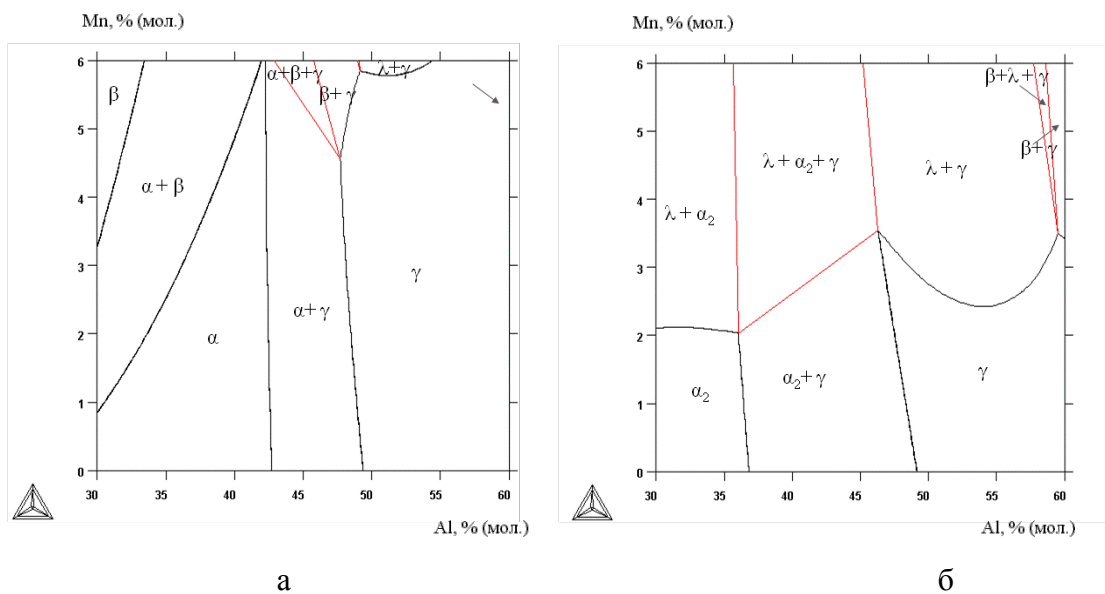 Mn, % (мол.)
6
5
4
3
2
1
0
30
35
40
45
50
55
60
β
α + β
α
α+β+γ
β+ γ
λ+γ
α+ γ
γ
Al, % (мол.)
а
Mn, % (мол.)
6
5
4
3
2
1
0
30
35
40
45
50
55
60
λ + α₂
λ + α₂ + γ
λ + γ
β+λ + γ
β+ γ
α₂
α₂ + γ
γ
Al, % (мол.)
б